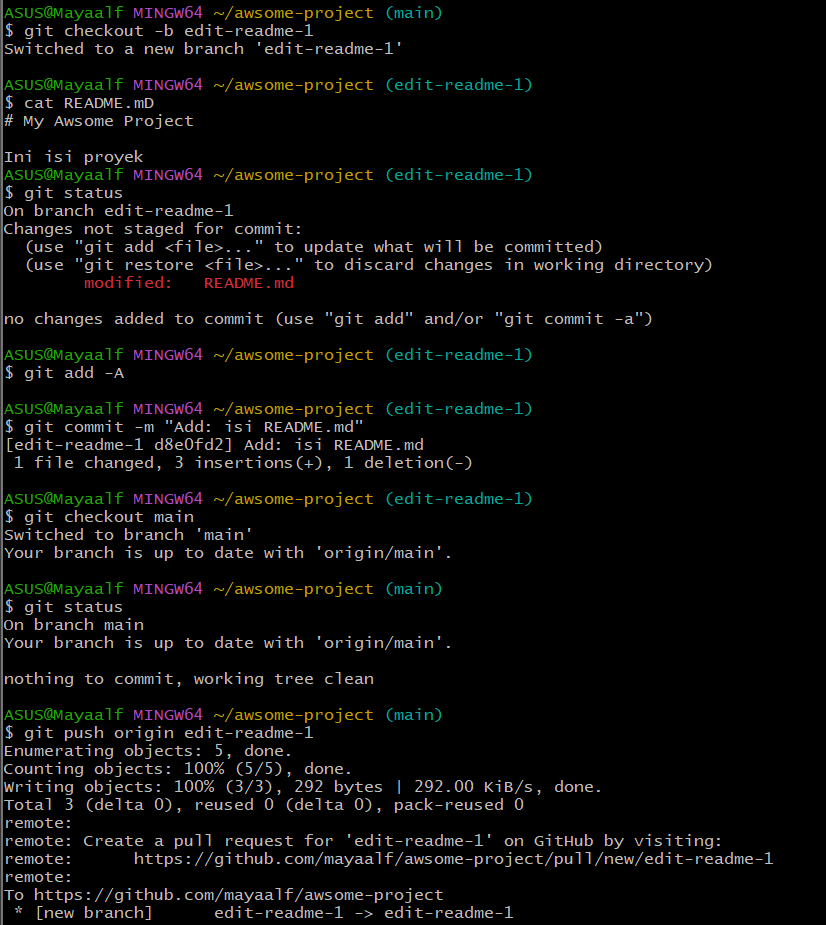 ASUS@Mayaalf MINGW64 ~/awsome-project (main)
$ git checkout -b edit-readme-1
Switched to a new branch 'edit-readme-1'

ASUS@Mayaalf MINGW64 ~/awsome-project (edit-readme-1)
$ cat README.mD
# My Awsome Project

Ini isi proyek
ASUS@Mayaalf MINGW64 ~/awsome-project (edit-readme-1)
$ git status
On branch edit-readme-1
Changes not staged for commit:
  (use "git add <file>..." to update what will be committed)
  (use "git restore <file>..." to discard changes in working directory)
        modified:   README.md

no changes added to commit (use "git add" and/or "git commit -a")

ASUS@Mayaalf MINGW64 ~/awsome-project (edit-readme-1)
$ git add -A

ASUS@Mayaalf MINGW64 ~/awsome-project (edit-readme-1)
$ git commit -m "Add: isi README.md"
[edit-readme-1 d8e0fd2] Add: isi README.md
 1 file changed, 3 insertions(+), 1 deletion(-)

ASUS@Mayaalf MINGW64 ~/awsome-project (edit-readme-1)
$ git checkout main
Switched to branch 'main'
Your branch is up to date with 'origin/main'.

ASUS@Mayaalf MINGW64 ~/awsome-project (main)
$ git status
On branch main
Your branch is up to date with 'origin/main'.

nothing to commit, working tree clean

ASUS@Mayaalf MINGW64 ~/awsome-project (main)
$ git push origin edit-readme-1
Enumerating objects: 5, done.
Counting objects: 100% (5/5), done.
Writing objects: 100% (3/3), 292 bytes | 292.00 KiB/s, done.
Total 3 (delta 0), reused 0 (delta 0), pack-reused 0
remote:
remote: Create a pull request for 'edit-readme-1' on GitHub by visiting:
remote:      https://github.com/mayaalf/awsome-project/pull/new/edit-readme-1
remote:
To https://github.com/mayaalf/awsome-project
 * [new branch]      edit-readme-1 -> edit-readme-1